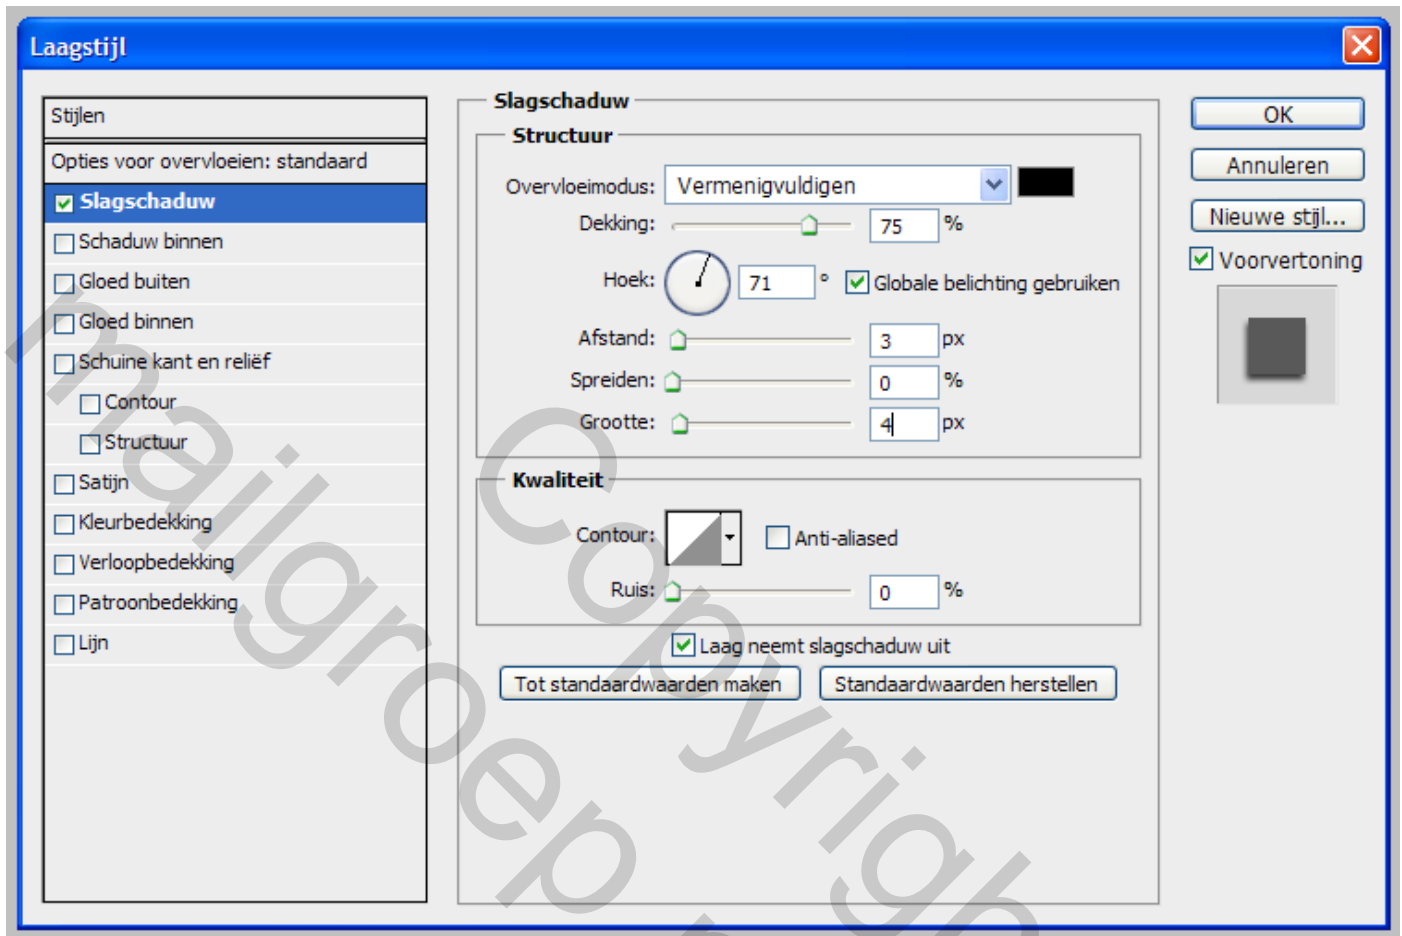 Laagstijl
Stijlen
Opties voor overvloeien: standaard
Slagschaduw
Schaduw binnen
Gloed buiten
Gloed binnen
Schuine kant en reliëf
Contour
Structuur
Satijn
Kleurbedekking
Verloopbedekking
Patroonbedekking
Lijn
Slagschaduw
Structuur
Overvloeimodus: Vermenigvuldigen
Dekking: 75 %
Hoek: 71 ° Globale belichting gebruiken
Afstand: 3 px
Spreiden: 0 %
Grootte: 4 px
Kwaliteit
Contour: Anti-aliased
Ruis: 0 %
Laag neemt slagschaduw uit
Tot standaardwaarden maken Standaardwaarden herstellen
OK
Annuleren
Nieuwe stijl...
Voorvertoning
mailgroep
Copyrigh